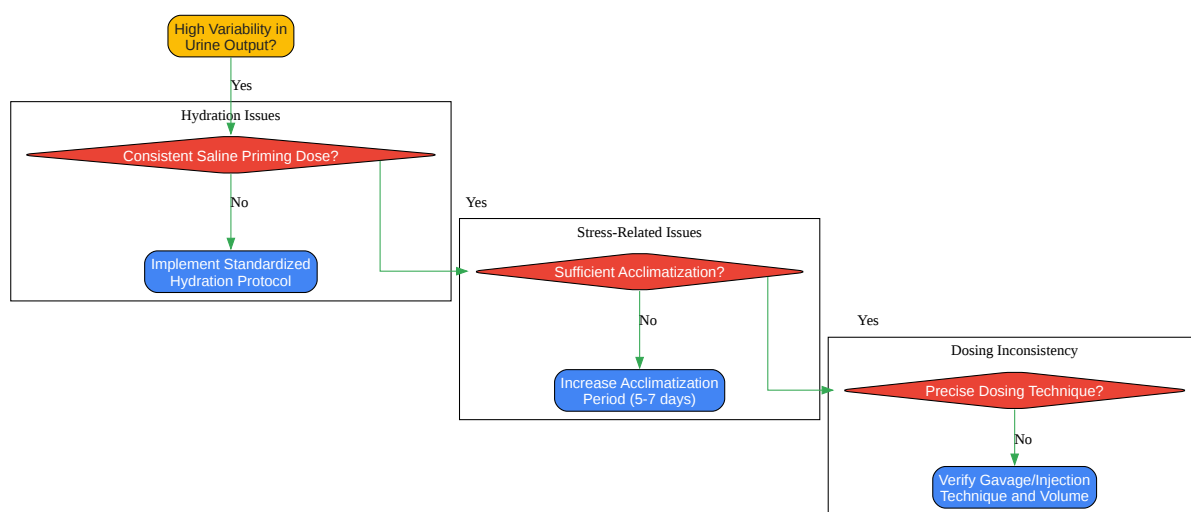 High Variability in
Urine Output?
Yes
Hydration Issues
Consistent Saline Priming Dose?
No
Implement Standardized
Hydration Protocol
Yes
Stress-Related Issues
Sufficient Acclimatization?
No
Increase Acclimatization
Period (5-7 days)
Yes
Dosing Inconsistency
Precise Dosing Technique?
No
Verify Gavage/Injection
Technique and Volume